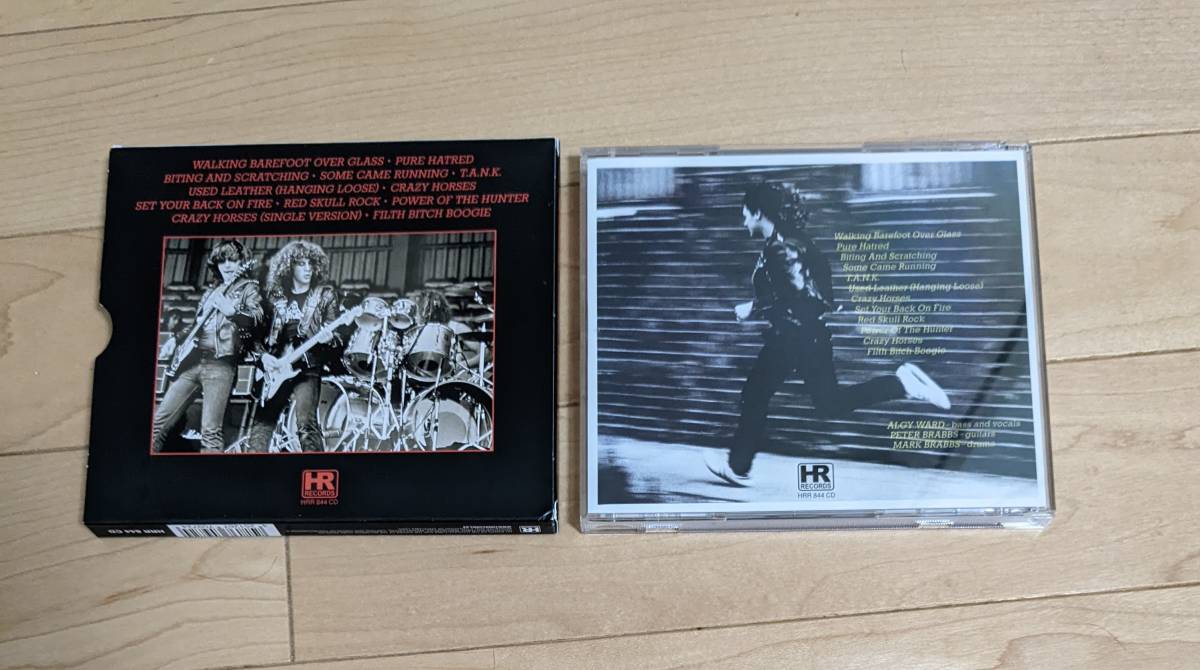 WALKING BAREFOOT OVER GLASS • PURE HATRED
BITING AND SCRATCHING • SOME CAME RUNNING • T.A.N.K.
USED LEATHER (HANGING LOOSE) • CRAZY HORSES
SET YOUR BACK ON FIRE • RED SKULL ROCK • POWER OF THE HUNTER
CRAZY HORSES (SINGLE VERSION) • FILTH BITCH BOOGIE
HR
RECORDS
HRR 844 CD
HRR 844 CD
HR
Walking Barefoot Over Glass
Pure Hatred
Biting And Scratching
Some Came Running
T.A.N.K.
Used Leather (Hanging Loose)
Crazy Horses
Set Your Back On Fire
Red Skull Rock
Power Of The Hunter
Crazy Horses
Filth Bitch Boogie
ALGY WARD - bass and vocals
PETER BRABBS - guitars
MARK BRABBS - drums
HR
RECORDS
HRR 844 CD